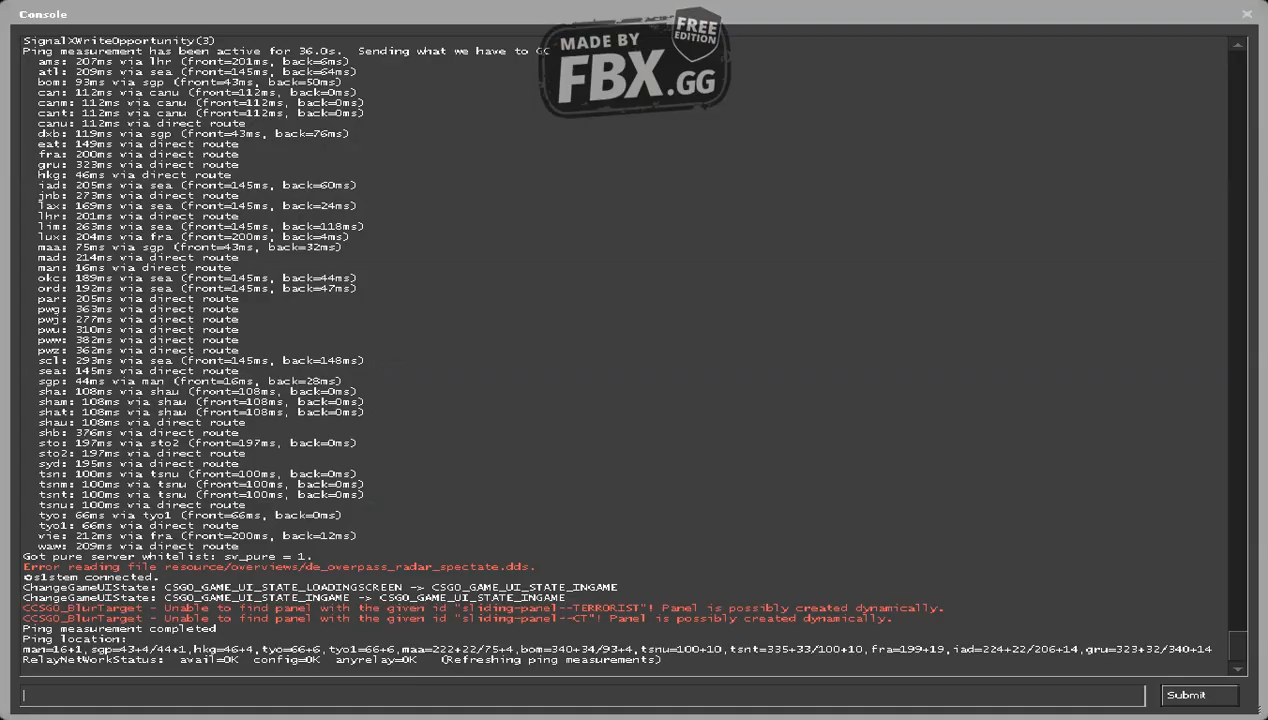 Console
SignalXWriteOpportunity(3)
Ping measurement has been active for 36.0s.  Sending what we have to GC
MADE BY
FBX.GG
FREE
EDITION
ams: 207ms via lhr (front=201ms, back=6ms)
atl: 209ms via sea (front=145ms, back=64ms)
bom: 93ms via sgp (front=43ms, back=50ms)
can: 112ms via canu (front=112ms, back=0ms)
canm: 112ms via canu (front=112ms, back=0ms)
cant: 112ms via canu (front=112ms, back=0ms)
canu: 112ms via direct route
dxb: 119ms via sgp (front=43ms, back=76ms)
eat: 149ms via direct route
fra: 200ms via direct route
gru: 323ms via direct route
hkg: 46ms via direct route
iad: 205ms via sea (front=145ms, back=60ms)
jnb: 273ms via direct route
lax: 169ms via sea (front=145ms, back=24ms)
lhr: 201ms via direct route
lim: 263ms via sea (front=145ms, back=118ms)
lux: 204ms via fra (front=200ms, back=4ms)
maa: 75ms via sgp (front=43ms, back=32ms)
mad: 214ms via direct route
man: 16ms via direct route
okc: 189ms via sea (front=145ms, back=44ms)
ord: 192ms via sea (front=145ms, back=47ms)
par: 205ms via direct route
pwg: 363ms via direct route
pwj: 277ms via direct route
pwu: 310ms via direct route
pww: 382ms via direct route
pwz: 362ms via direct route
scl: 293ms via sea (front=145ms, back=148ms)
sea: 145ms via direct route
sgp: 44ms via man (front=16ms, back=28ms)
sha: 108ms via shau (front=108ms, back=0ms)
sham: 108ms via shau (front=108ms, back=0ms)
shat: 108ms via shau (front=108ms, back=0ms)
shau: 108ms via direct route
shb: 376ms via direct route
sto: 197ms via sto2 (front=197ms, back=0ms)
sto2: 197ms via direct route
syd: 195ms via direct route
tsn: 100ms via tsnu (front=100ms, back=0ms)
tsnm: 100ms via tsnu (front=100ms, back=0ms)
tsnt: 100ms via tsnu (front=100ms, back=0ms)
tsnu: 100ms via direct route
tyo: 66ms via tyo1 (front=66ms, back=0ms)
tyo1: 66ms via direct route
vie: 212ms via fra (front=200ms, back=12ms)
waw: 209ms via direct route
Got pure server whitelist: sv_pure = 1.
Error reading file resource/overviews/de_overpass_radar_spectate.dds.
©s1stem connected.
ChangeGameUIState: CSGO_GAME_UI_STATE_LOADINGSCREEN -> CSGO_GAME_UI_STATE_INGAME
ChangeGameUIState: CSGO_GAME_UI_STATE_INGAME -> CSGO_GAME_UI_STATE_INGAME
CCSGO_BlurTarget - Unable to find panel with the given id "sliding-panel--TERRORIST"! Panel is possibly created dynamically.
CCSGO_BlurTarget - Unable to find panel with the given id "sliding-panel--CT"! Panel is possibly created dynamically.
Ping measurement completed
Ping location:
man=16+1,sgp=43+4/44+1,hkg=46+4,tyo=66+6,tyo1=66+6,maa=222+22/75+4,bom=340+34/93+4,tsnu=100+10,tsnt=335+33/100+10,fra=199+19,iad=224+22/206+14,gru=323+32/340+14
RelayNetWorkStatus:  avail=OK  config=OK  anyrelay=OK   (Refreshing ping measurements)
Submit